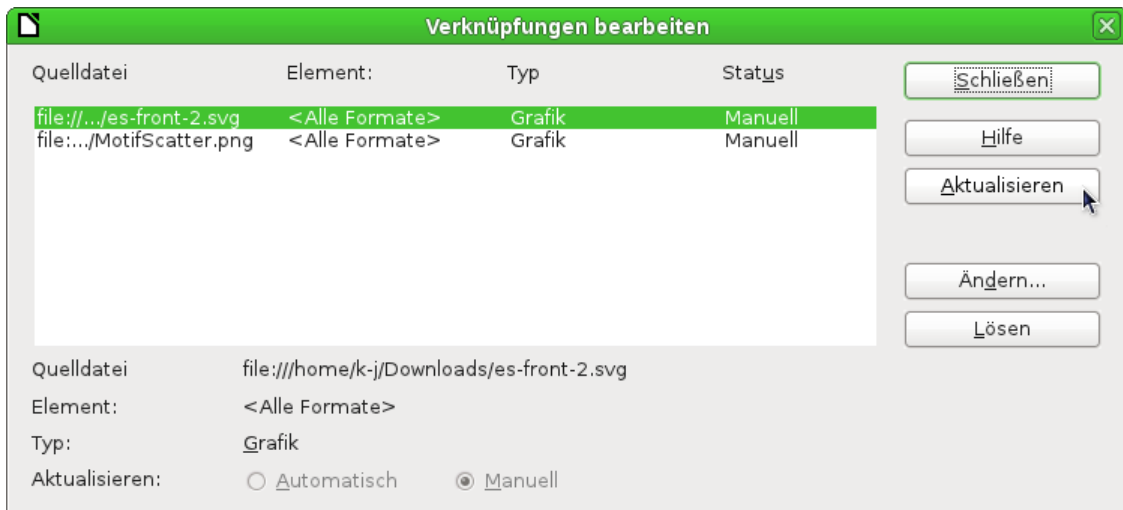 Verknüpfungen bearbeiten
Quelldatei Element: Typ Status
file://.../es-front-2.svg <Alle Formate> Grafik Manuell
file:.../MotifScatter.png <Alle Formate> Grafik Manuell
Schließen
Hilfe
Aktualisieren
Ändern...
Lösen
Quelldatei file:///home/k-j/Downloads/es-front-2.svg
Element: <Alle Formate>
Typ: Grafik
Aktualisieren: Automatisch Manuell